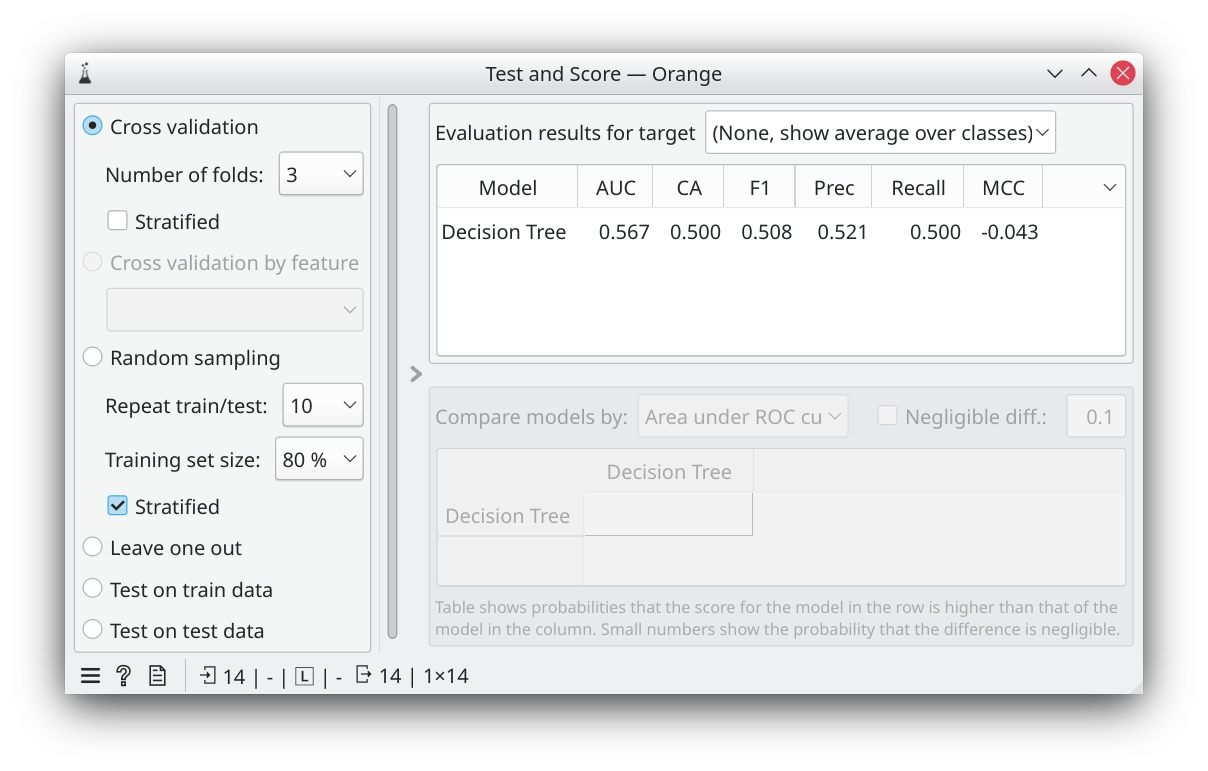 Test and Score — Orange
Cross validation
Number of folds: 3
Stratified
Cross validation by feature
Random sampling
Repeat train/test: 10
Training set size: 80 %
Stratified
Leave one out
Test on train data
Test on test data
Evaluation results for target (None, show average over classes)
Model AUC CA F1 Prec Recall MCC
Decision Tree 0.567 0.500 0.508 0.521 0.500 -0.043
Compare models by: Area under ROC cu Negligible diff.: 0.1
Decision Tree
Decision Tree
Table shows probabilities that the score for the model in the row is higher than that of the
model in the column. Small numbers show the probability that the difference is negligible.
? 14 | - | L | - 14 | 1×14